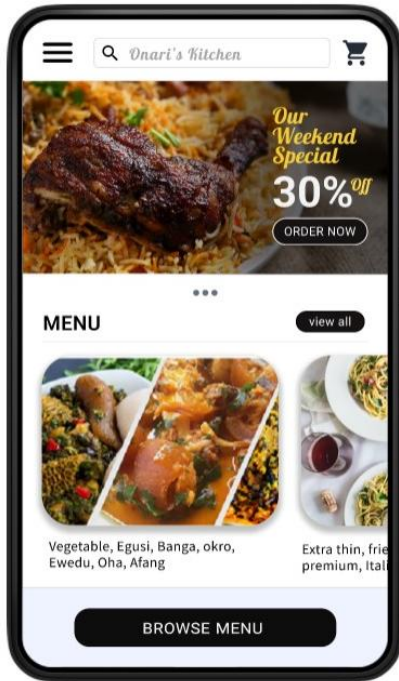 Onari's Kitchen
Our
Weekend
Special
30% Off
ORDER NOW
MENU
view all
Vegetable, Egusi, Banga, okro,
Ewedu, Oha, Afang
Extra thin, frie
premium, Itali
BROWSE MENU